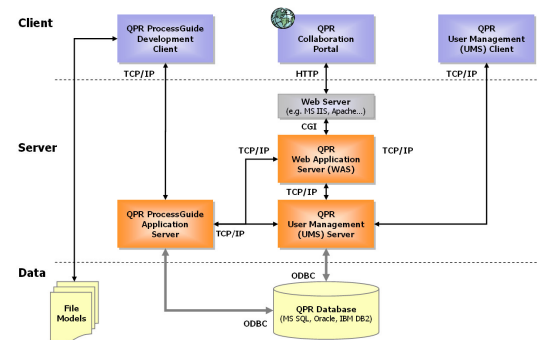 Client
QPR ProcessGuide
Development
Client
QPR
Collaboration
Portal
QPR
User Management
(UMS) Client
TCP/IP
HTTP
TCP/IP
Server
Web Server
(e.g. MS IIS, Apache...)
CGI
TCP/IP
QPR
Web Application
Server (WAS)
TCP/IP
TCP/IP
QPR ProcessGuide
Application
Server
TCP/IP
QPR
User Management
(UMS) Server
Data
ODBC
File
Models
ODBC
QPR Database
(MS SQL, Oracle, IBM DB2)